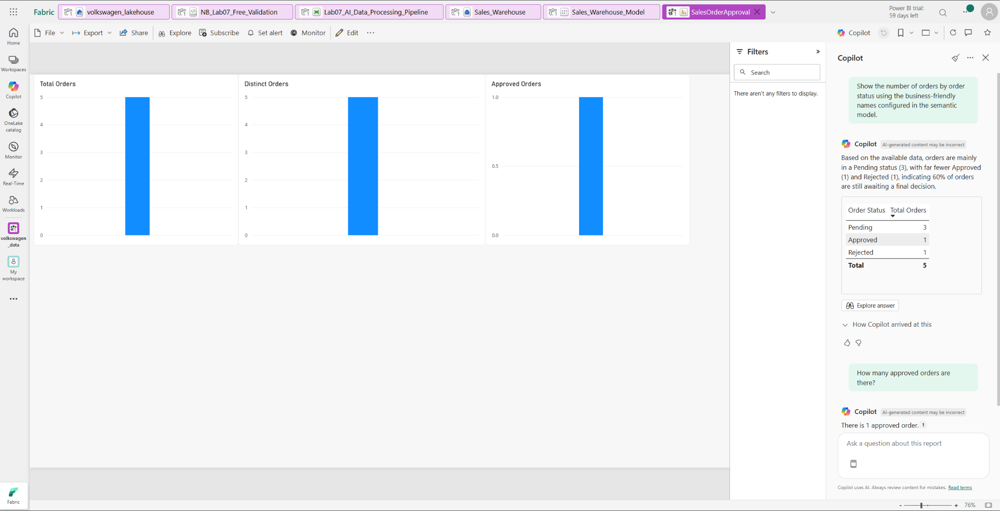 Fabric
volkswagen_lakehouse
NB_Lab07_Free_Validation
Lab07_AI_Data_Processing_Pipeline
Sales_Warehouse
Sales_Warehouse_Model
SalesOrderApproval
Power BI trial:
59 days left
File
Export
Share
Explore
Subscribe
Set alert
Monitor
Edit
Copilot
Home
Workspaces
Copilot
OneLake
catalog
Monitor
Real-Time
Workloads
volkswagen
_data
My
workspace
Fabric
Total Orders
5
4
3
2
1
0
Distinct Orders
5
4
3
2
1
0
Approved Orders
1.0
0.5
0.0
Filters
Search
There aren't any filters to display.
Copilot
Show the number of orders by order
status using the business-friendly
names configured in the semantic
model.
Copilot AI-generated content may be incorrect
Based on the available data, orders are mainly
in a Pending status (3), with far fewer Approved
(1) and Rejected (1), indicating 60% of orders
are still awaiting a final decision.
Order Status Total Orders
Pending 3
Approved 1
Rejected 1
Total 5
Explore answer
How Copilot arrived at this
How many approved orders are
there?
Copilot AI-generated content may be incorrect
There is 1 approved order. 1
Ask a question about this report
Copilot uses AI. Always review content for mistakes. Read terms
- + 76%